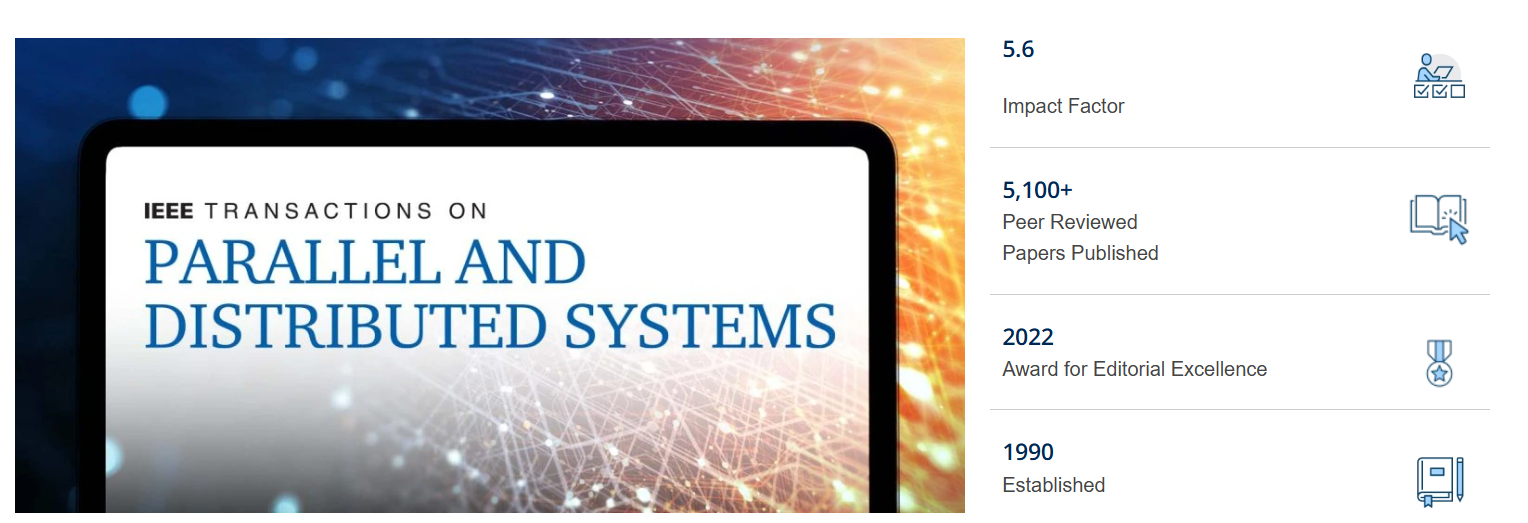 IEEE TRANSACTIONS ON
PARALLEL AND
DISTRIBUTED SYSTEMS
5.6
Impact Factor
5,100+
Peer Reviewed
Papers Published
2022
Award for Editorial Excellence
1990
Established